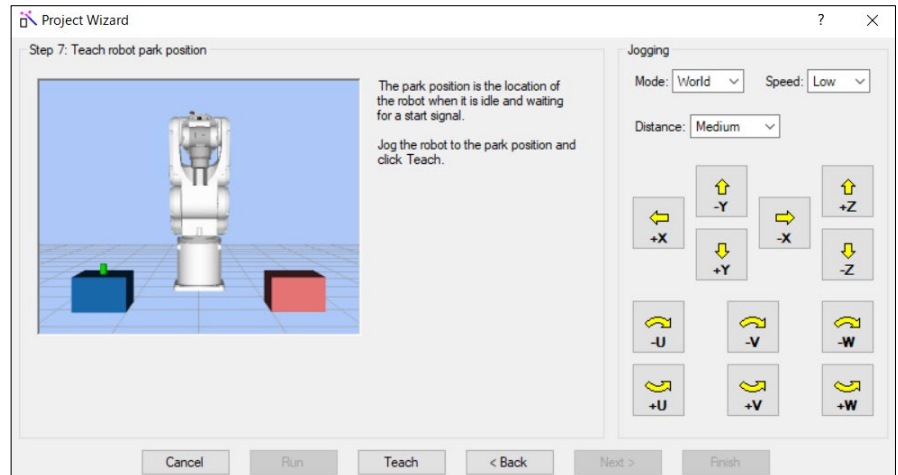 Project Wizard
?
Step 7: Teach robot park position
The park position is the location of
the robot when it is idle and waiting
for a start signal.
Jog the robot to the park position and
click Teach.
Jogging
Mode: World
Speed: Low
Distance: Medium
+X
-Y
+Y
-X
+Z
-Z
-U
-V
-W
+U
+V
+W
Cancel
Run
Teach
< Back
Next >
Finish